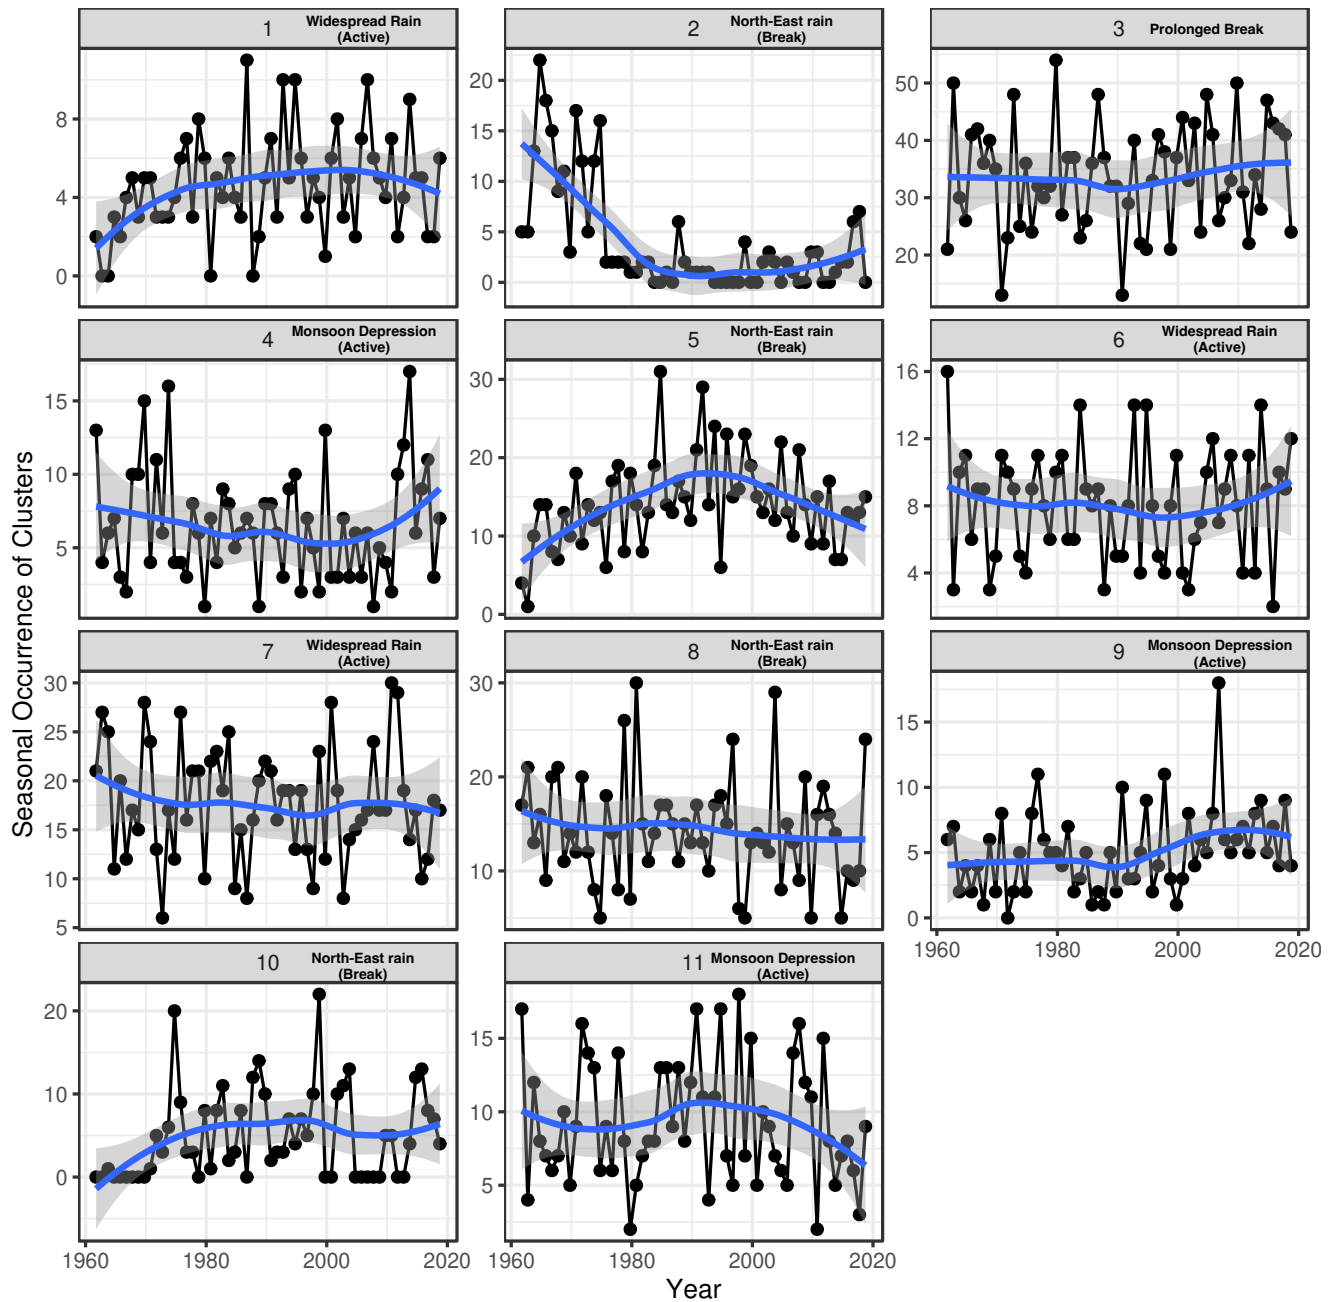 1 Widespread Rain
(Active)
2 North-East rain
(Break)
3 Prolonged Break
8
4
0
20
15
10
5
0
50
40
30
20
4 Monsoon Depression
(Active)
5 North-East rain
(Break)
6 Widespread Rain
(Active)
15
10
5
30
20
10
0
16
12
8
4
Seasonal Occurrence of Clusters
7 Widespread Rain
(Active)
8 North-East rain
(Break)
9 Monsoon Depression
(Active)
30
25
20
15
10
5
30
20
10
15
10
5
0
1960 1980 2000 2020
10 North-East rain
(Break)
11 Monsoon Depression
(Active)
20
10
0
15
10
5
1960 1980 2000 2020
1960 1980 2000 2020
Year